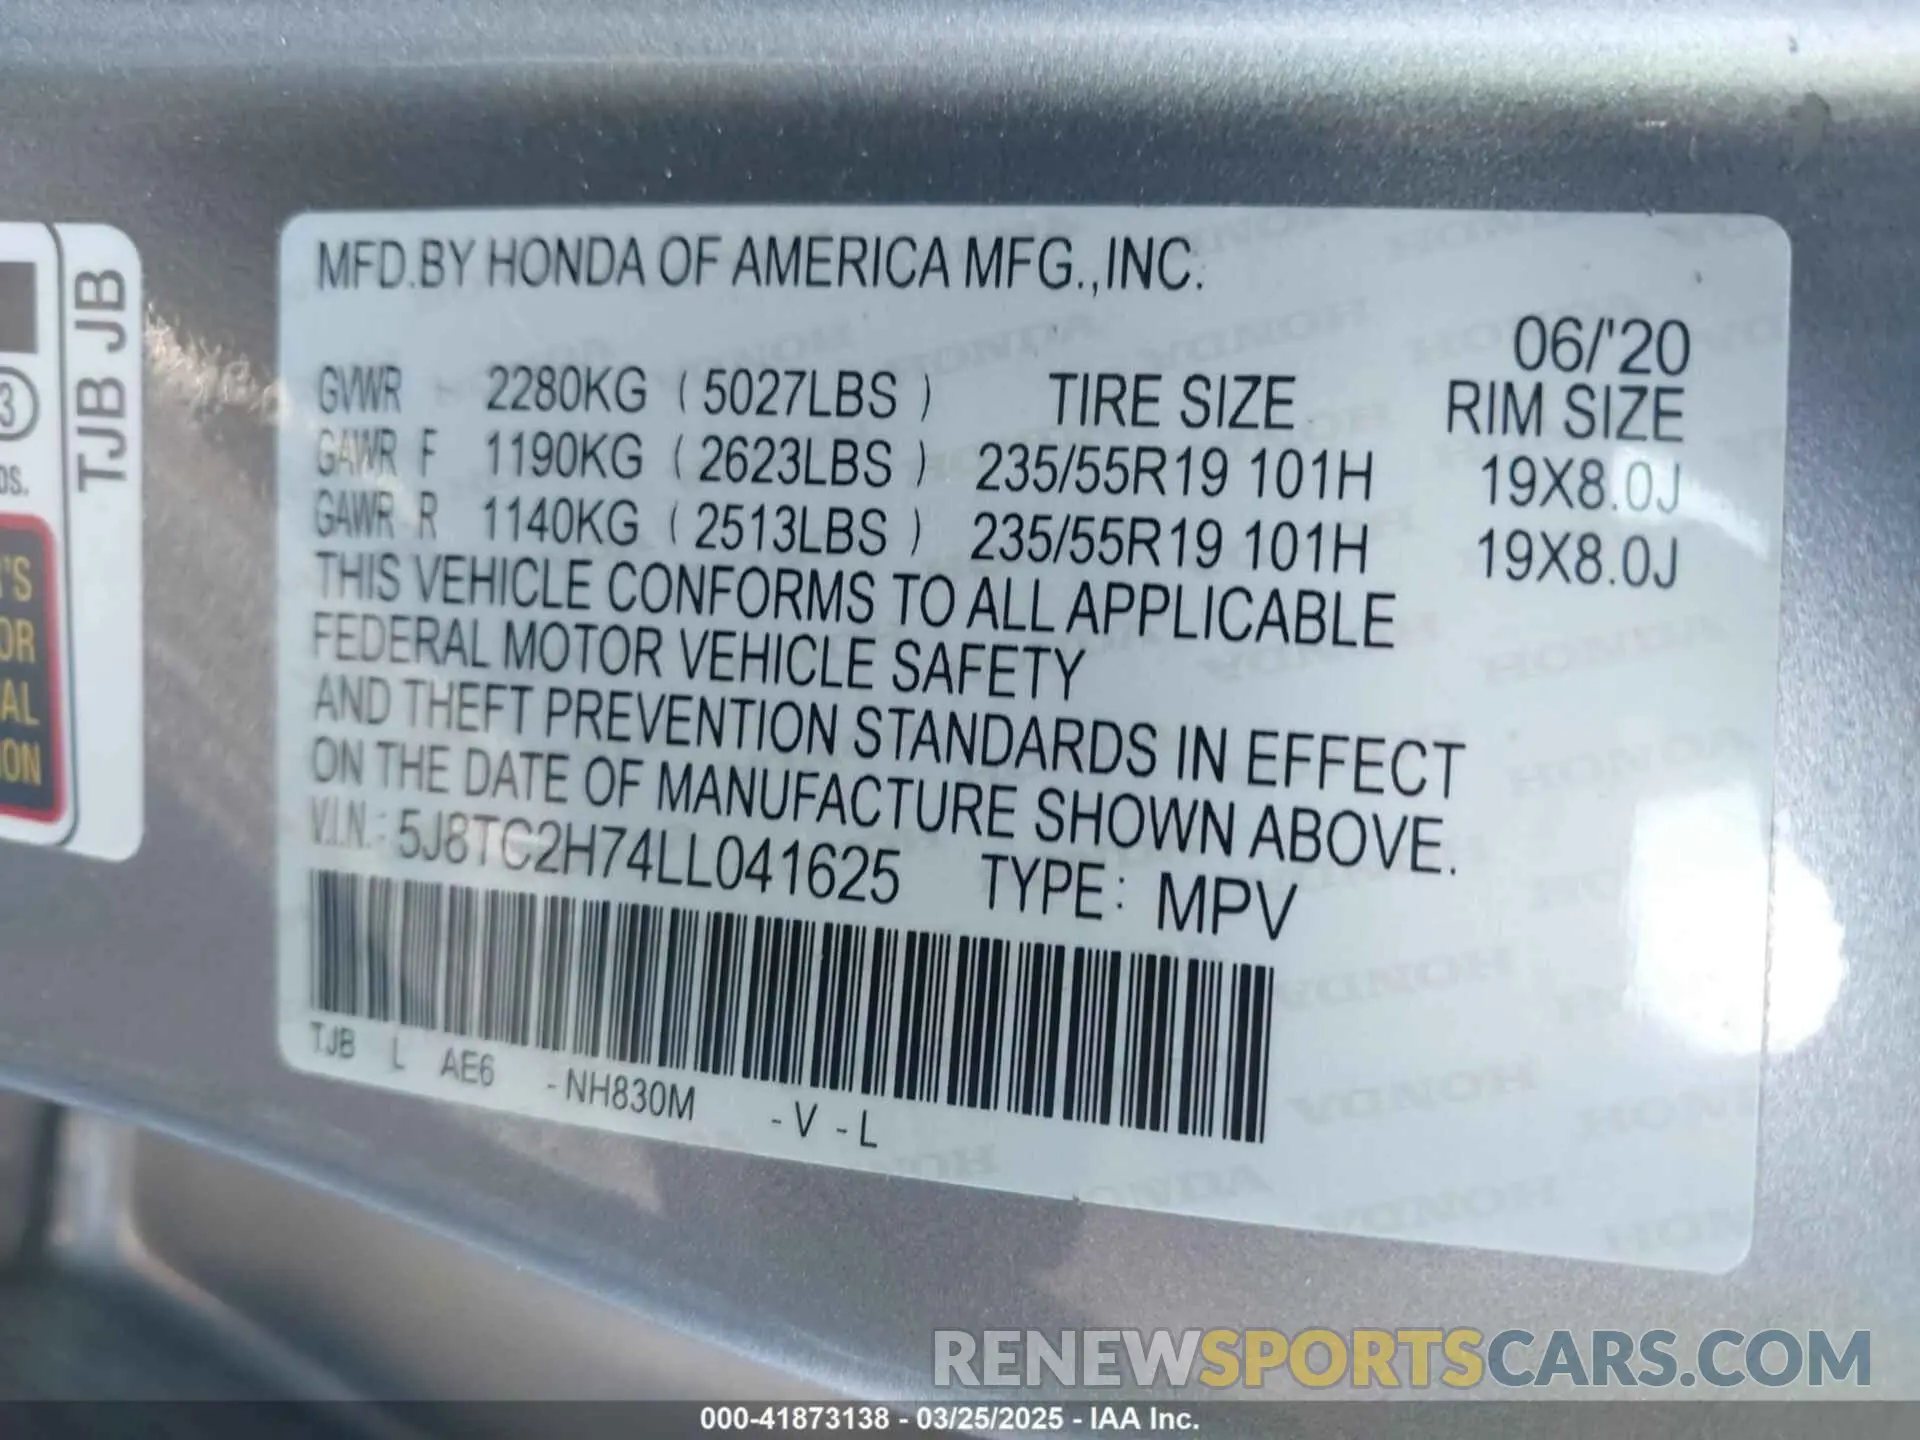 MFD.BY HONDA OF AMERICA MFG.,INC.
06/'20
GVWR 2280KG ( 5027LBS ) TIRE SIZE RIM SIZE
GAWR F 1190KG ( 2623LBS ) 235/55R19 101H 19X8.0J
GAWR R 1140KG ( 2513LBS ) 235/55R19 101H 19X8.0J
THIS VEHICLE CONFORMS TO ALL APPLICABLE
FEDERAL MOTOR VEHICLE SAFETY
AND THEFT PREVENTION STANDARDS IN EFFECT
ON THE DATE OF MANUFACTURE SHOWN ABOVE.
V.I.N.: 5J8TC2H74LL041625 TYPE: MPV
TJB L AE6 -NH830M -V -L
TJB JB
3
RENEWSPORTSCARS.COM
000-41873138 - 03/25/2025 - IAA Inc.